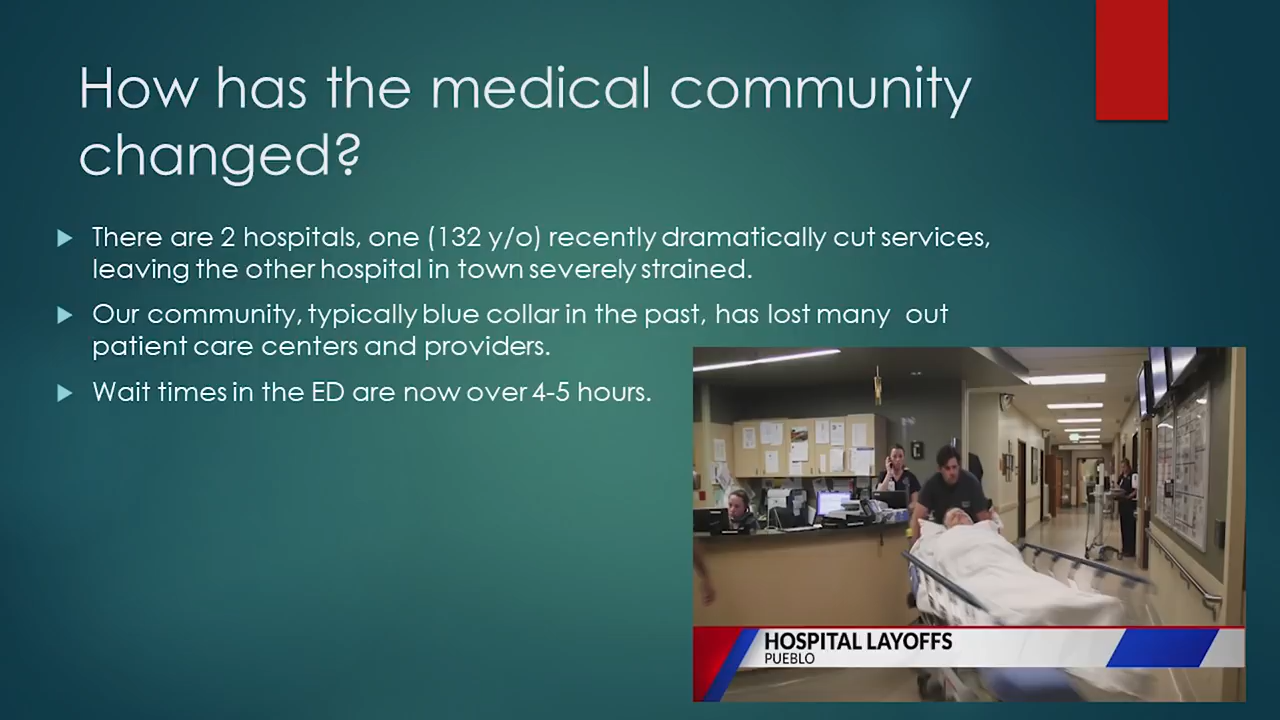 How has the medical community
changed?
There are 2 hospitals, one (132 y/o) recently dramatically cut services,
leaving the other hospital in town severely strained.
Our community, typically blue collar in the past, has lost many out
patient care centers and providers.
Wait times in the ED are now over 4-5 hours.
HOSPITAL LAYOFFS
PUEBLO